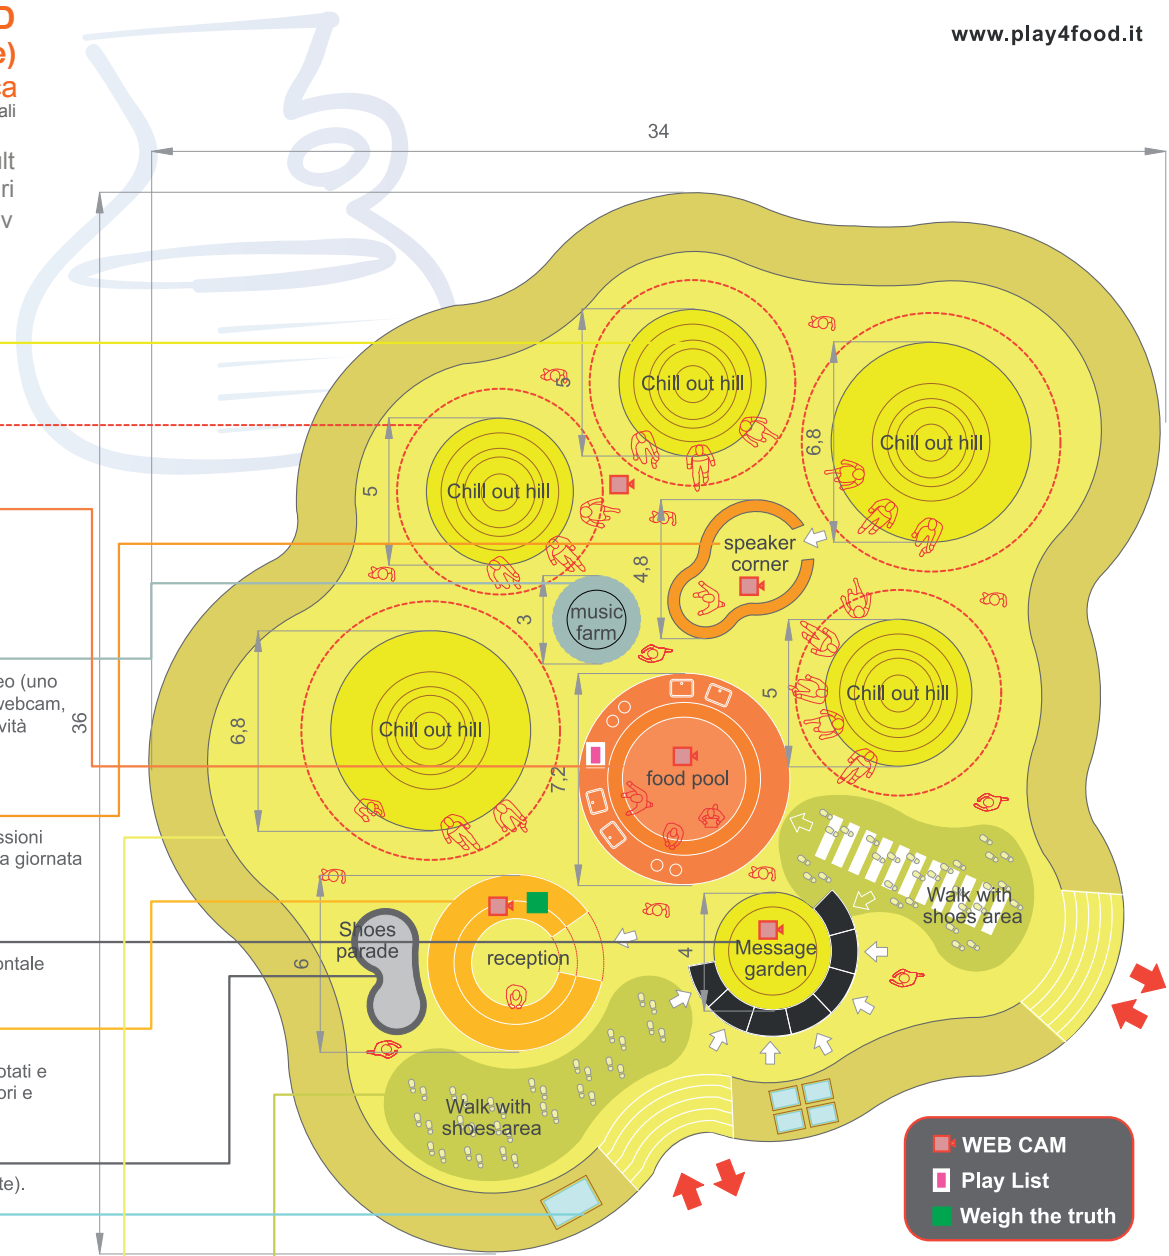 D
e)
ca
ali
ult
ri
v
www.play4food.it
34
36
Chill out hill
5
Chill out hill
6,8
Chill out hill
5
speaker
corner
4,8
music
farm
3
Chill out hill
5
Chill out hill
6,8
food pool
7,2
eo (uno
webcam,
vità
ssioni
a giornata
Walk with
shoes area
Shoes
parade
reception
6
Message
garden
4
ontale
otati e
ori e
Walk with
shoes area
te).
WEB CAM
Play List
Weigh the truth